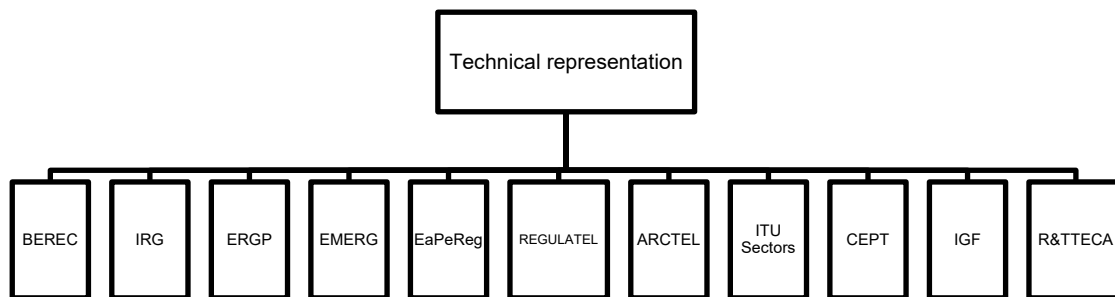 Technical representation
BEREC
IRG
ERGP
EMERG
EaPeReg
REGULATEL
ARCTEL
ITU
Sectors
CEPT
IGF
R&TTECA